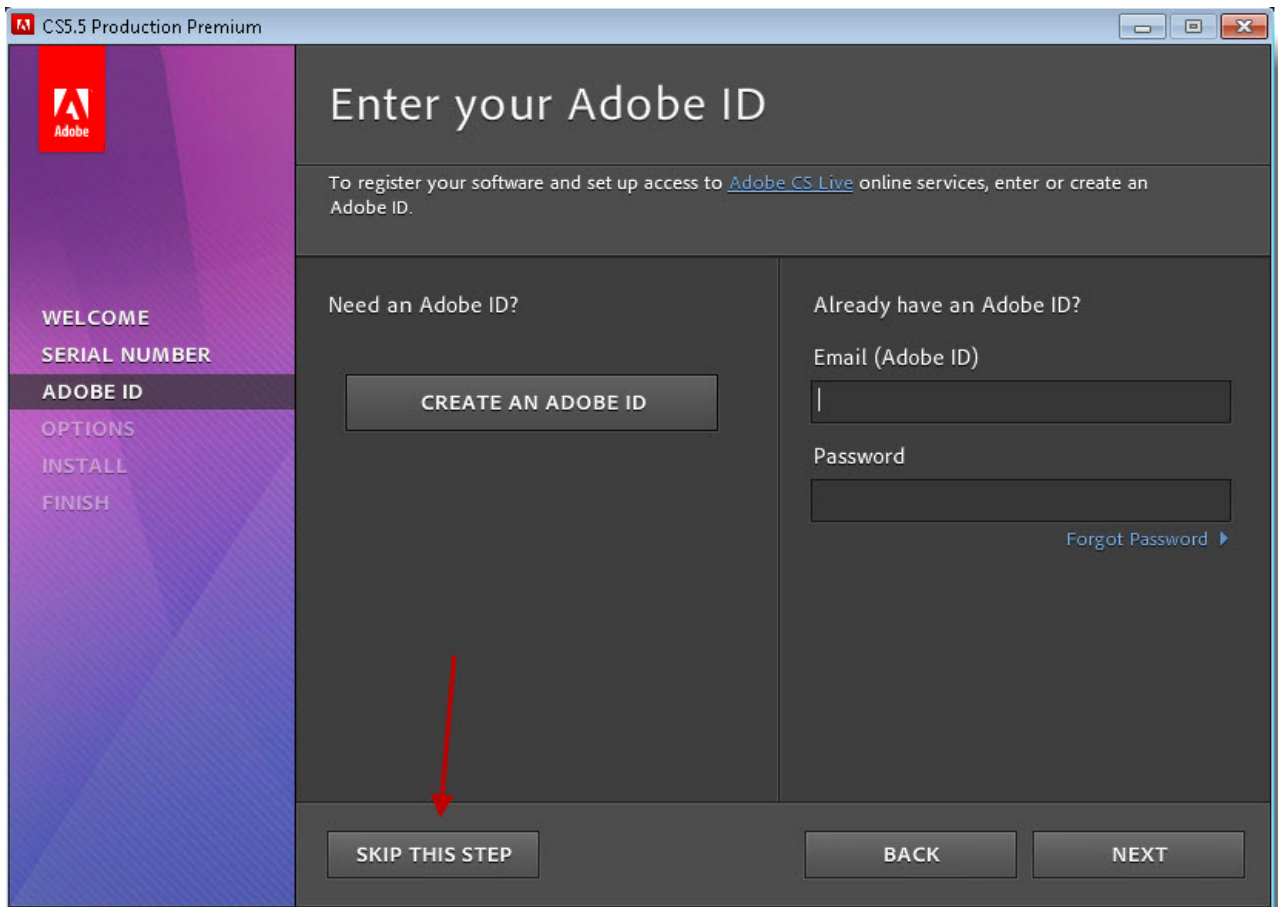 CS5.5 Production Premium
Adobe
Enter your Adobe ID
To register your software and set up access to Adobe CS Live online services, enter or create an
Adobe ID.
WELCOME
SERIAL NUMBER
ADOBE ID
OPTIONS
INSTALL
FINISH
Need an Adobe ID?
CREATE AN ADOBE ID
Already have an Adobe ID?
Email (Adobe ID)
Password
Forgot Password
SKIP THIS STEP
BACK
NEXT